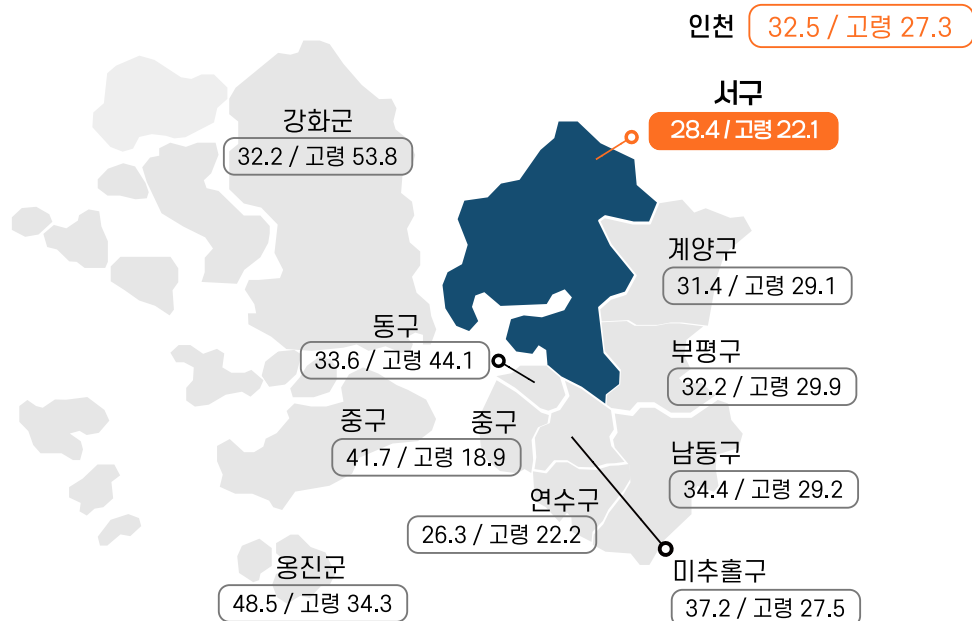 인천 32.5 / 고령 27.3
서구
28.4 / 고령 22.1
강화군
32.2 / 고령 53.8
계양구
31.4 / 고령 29.1
동구
33.6 / 고령 44.1
부평구
32.2 / 고령 29.9
중구 중구
41.7 / 고령 18.9
남동구
34.4 / 고령 29.2
연수구
26.3 / 고령 22.2
옹진군
48.5 / 고령 34.3
미추홀구
37.2 / 고령 27.5